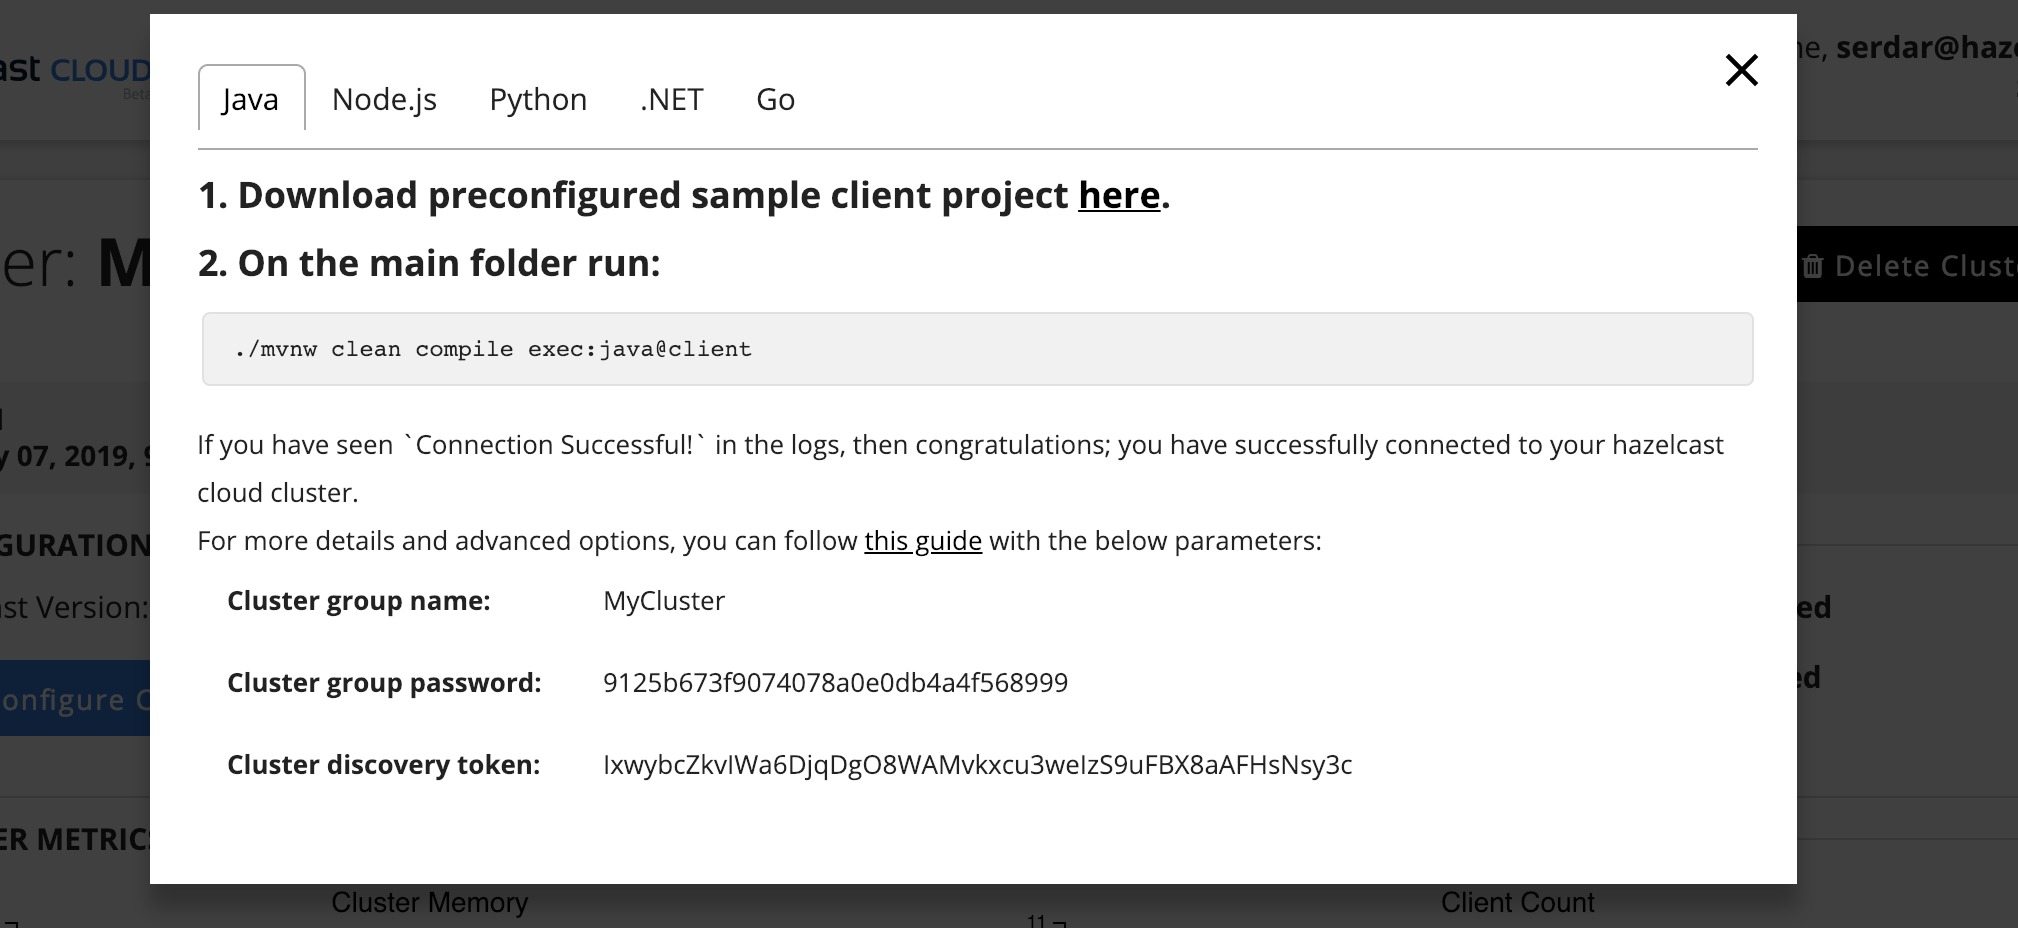 ast CLOUD
Beta
ne, serdar@haze
Java Node.js Python .NET Go
1. Download preconfigured sample client project here.
er: M
2. On the main folder run:
Delete Cluste
./mvnw clean compile exec:java@client
y 07, 2019, 9
If you have seen `Connection Successful!` in the logs, then congratulations; you have successfully connected to your hazelcast
cloud cluster.
GURATION
For more details and advanced options, you can follow this guide with the below parameters:
st Version:
Cluster group name: MyCluster
ed
onfigure C
Cluster group password: 9125b673f9074078a0e0db4a4f568999
ed
Cluster discovery token: IxwybcZkvIWa6DjqDgO8WAMvkxcu3weIzS9uFBX8aAFHsNsy3c
ER METRICS
Cluster Memory
Client Count
11